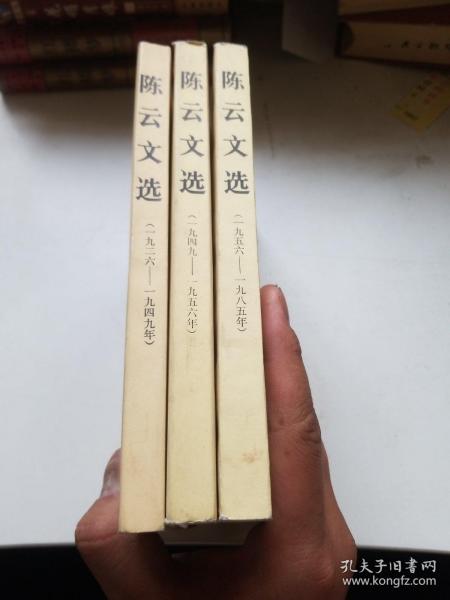 陈云文选
（一九二六——一九四九年）
陈云文选
（一九四九——一九五六年）
陈云文选
（一九五六——一九八五年）
孔夫子旧书网
www.kongfz.com